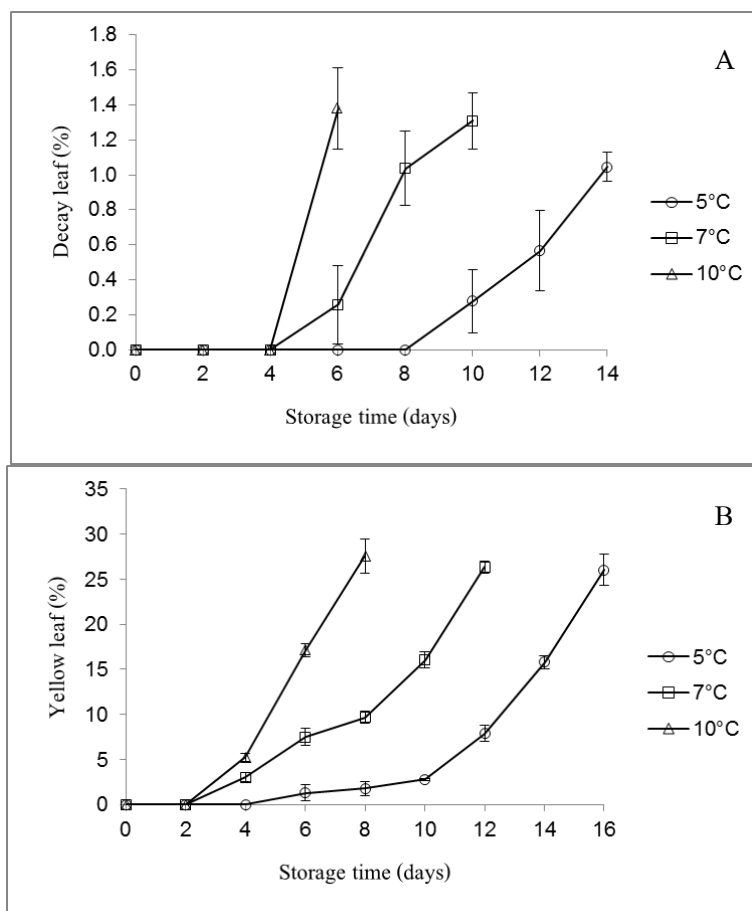 A
Decay leaf (%)
1.8
1.6
1.4
1.2
1.0
0.8
0.6
0.4
0.2
0.0
0 2 4 6 8 10 12 14
Storage time (days)
5°C
7°C
10°C
B
Yellow leaf (%)
35
30
25
20
15
10
5
0
0 2 4 6 8 10 12 14 16
Storage time (days)
5°C
7°C
10°C